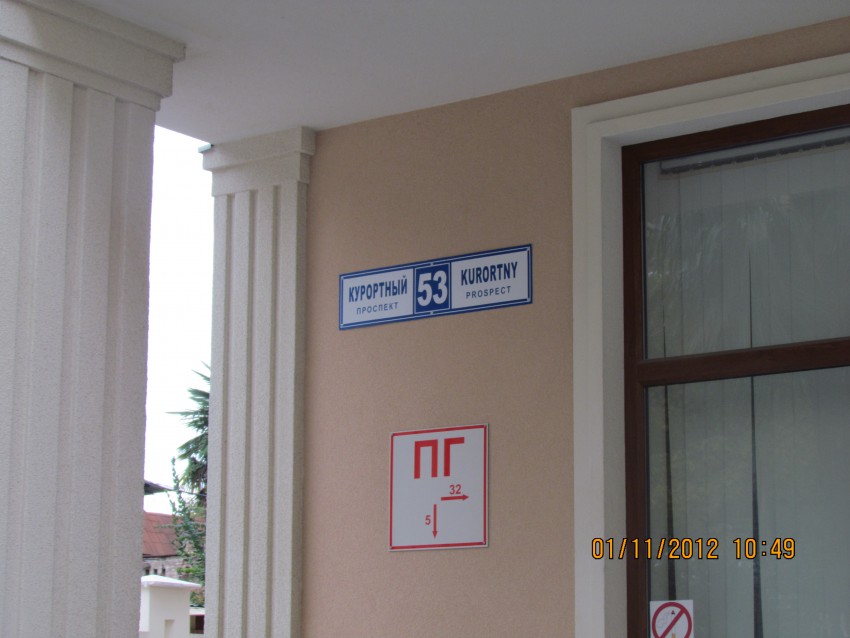 КУРОРТНЫЙ
ПРОСПЕКТ
53
KURORTNY
PROSPECT
ПГ
32
5
01/11/2012 10:49